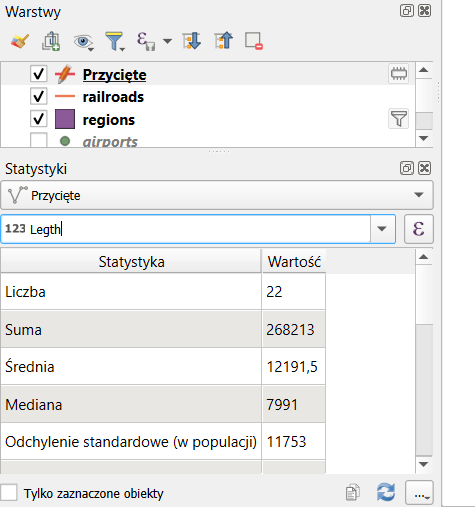 Warstwy
Przycięte
railroads
regions
airports
Statystyki
Przycięte
123 Legth
Statystyka Wartość
Liczba 22
Suma 268213
Średnia 12191,5
Mediana 7991
Odchylenie standardowe (w populacji) 11753
Tylko zaznaczone obiekty
...